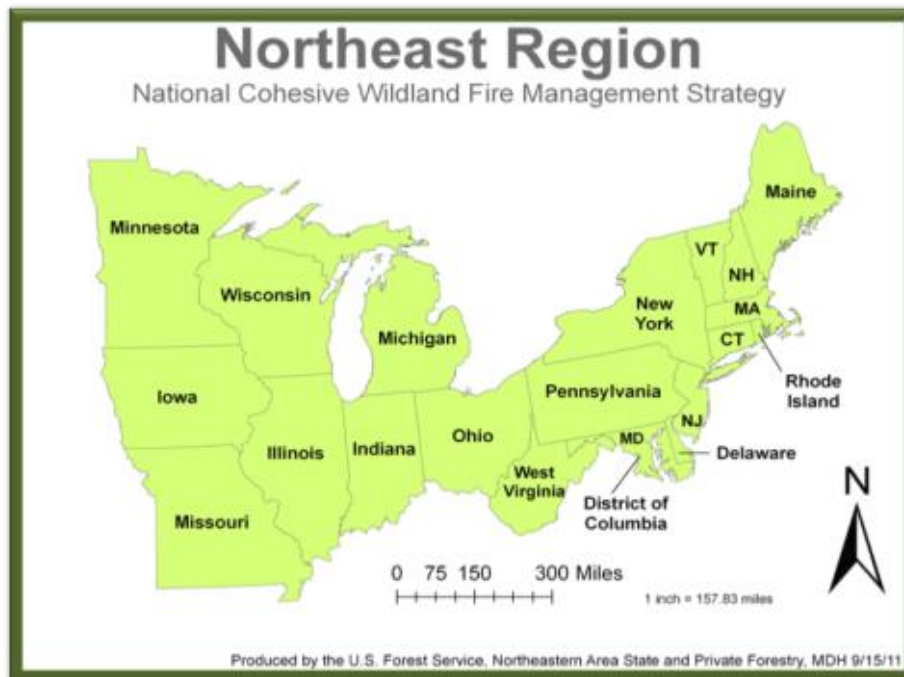 Northeast Region
National Cohesive Wildland Fire Management Strategy
Maine
Minnesota
VT
NH
Wisconsin
New
York
MA
Michigan
CT
Rhode
Island
Iowa
Pennsylvania
NJ
Illinois
Indiana
Ohio
MD
Delaware
West
Virginia
District of
Columbia
N
Missouri
0 75 150 300 Miles
1 inch = 157.83 miles
Produced by the U.S. Forest Service, Northeastern Area State and Private Forestry, MDH 9/15/11